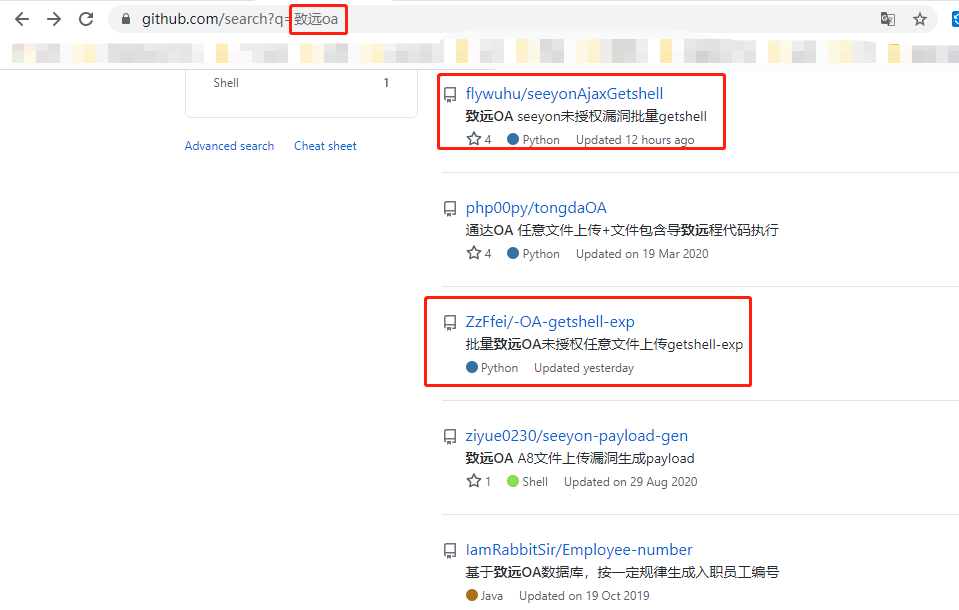 github.com/search?q=致远oa
Shell 1
Advanced search Cheat sheet
flywuhu/seeyonAjaxGetshell
致远OA seeyon未授权漏洞批量getshell
4 Python Updated 12 hours ago
php00py/tongdaOA
通达OA 任意文件上传+文件包含导致远程代码执行
4 Python Updated on 19 Mar 2020
ZzFfei/-OA-getshell-exp
批量致远OA未授权任意文件上传getshell-exp
Python Updated yesterday
ziyue0230/seeyon-payload-gen
致远OA A8文件上传漏洞生成payload
1 Shell Updated on 29 Aug 2020
IamRabbitSir/Employee-number
基于致远OA数据库，按一定规律生成入职员工编号
Java Updated on 19 Oct 2019